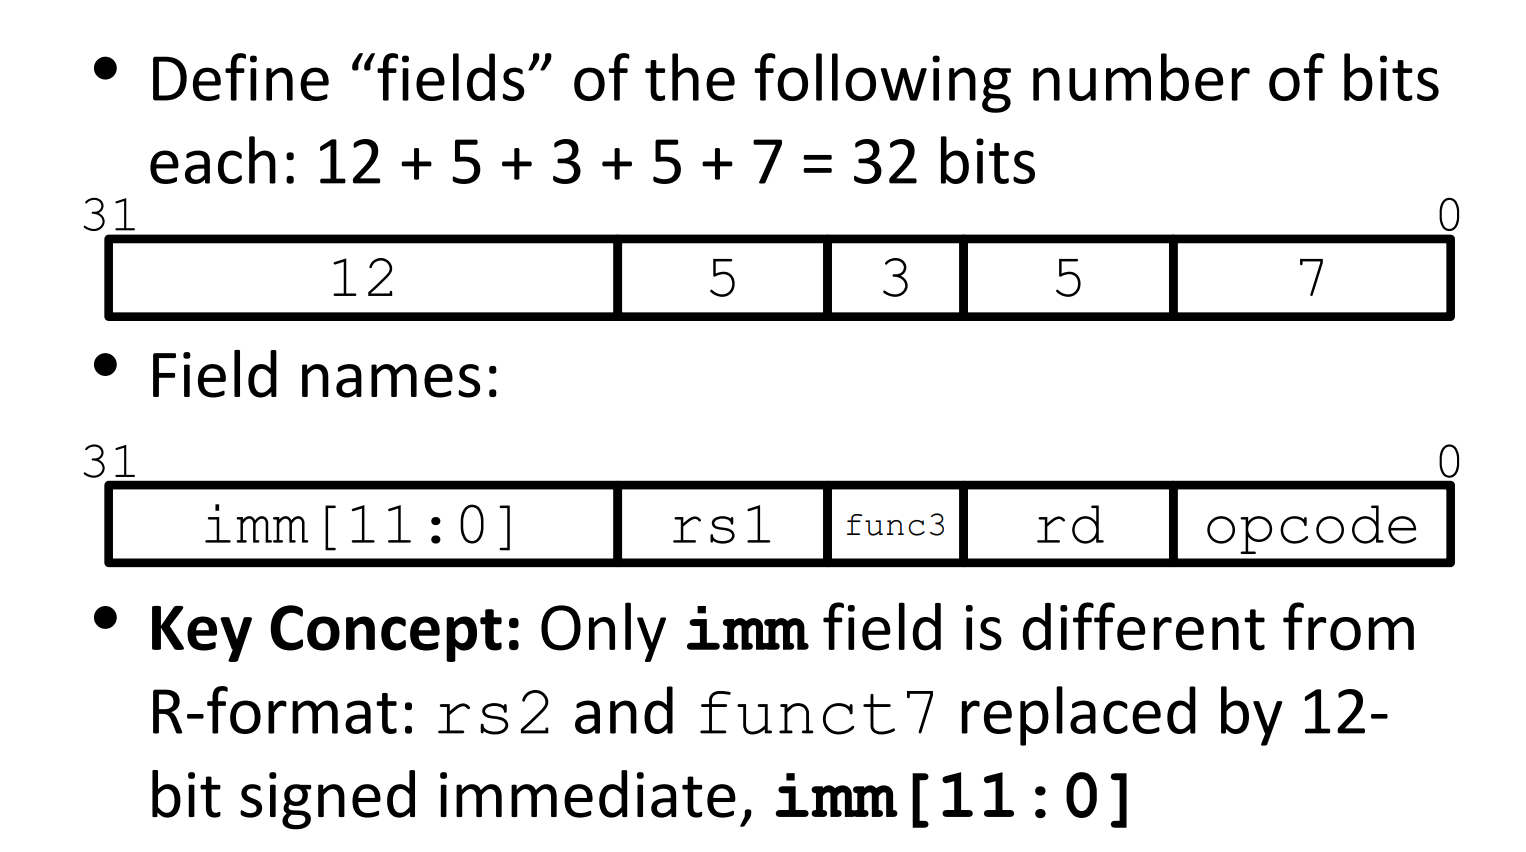 • Define “fields” of the following number of bits
each: 12 + 5 + 3 + 5 + 7 = 32 bits
31 0
12 5 3 5 7
• Field names:
31 0
imm[11:0] rs1 func3 rd opcode
• Key Concept: Only imm field is different from
R-format: rs2 and funct7 replaced by 12-
bit signed immediate, imm[11:0]